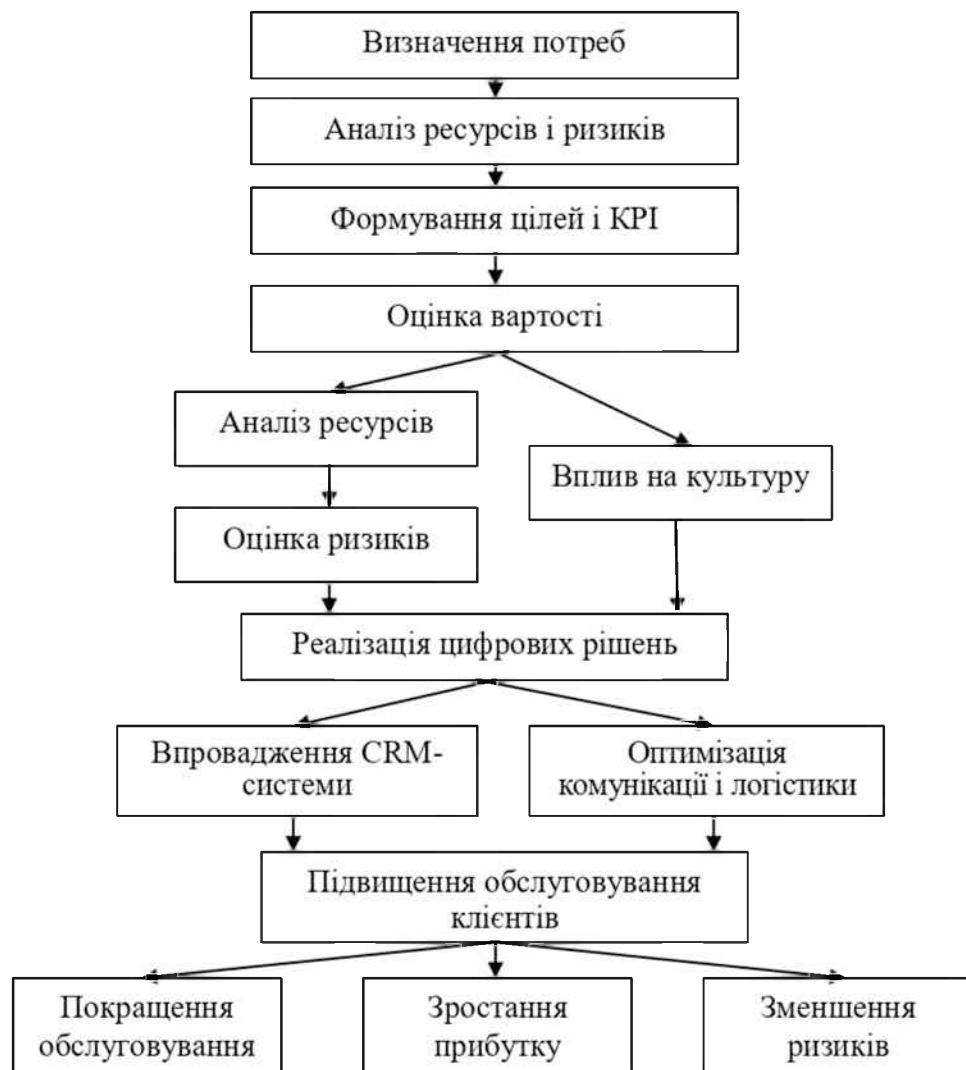 Визначення потреб
Аналіз ресурсів і ризиків
Формування цілей і KPI
Оцінка вартості
Аналіз ресурсів
Вплив на культуру
Оцінка ризиків
Реалізація цифрових рішень
Впровадження CRM-
системи
Оптимізація
комунікації і логістики
Підвищення обслуговування
клієнтів
Покращення
обслуговування
Зростання
прибутку
Зменшення
ризиків